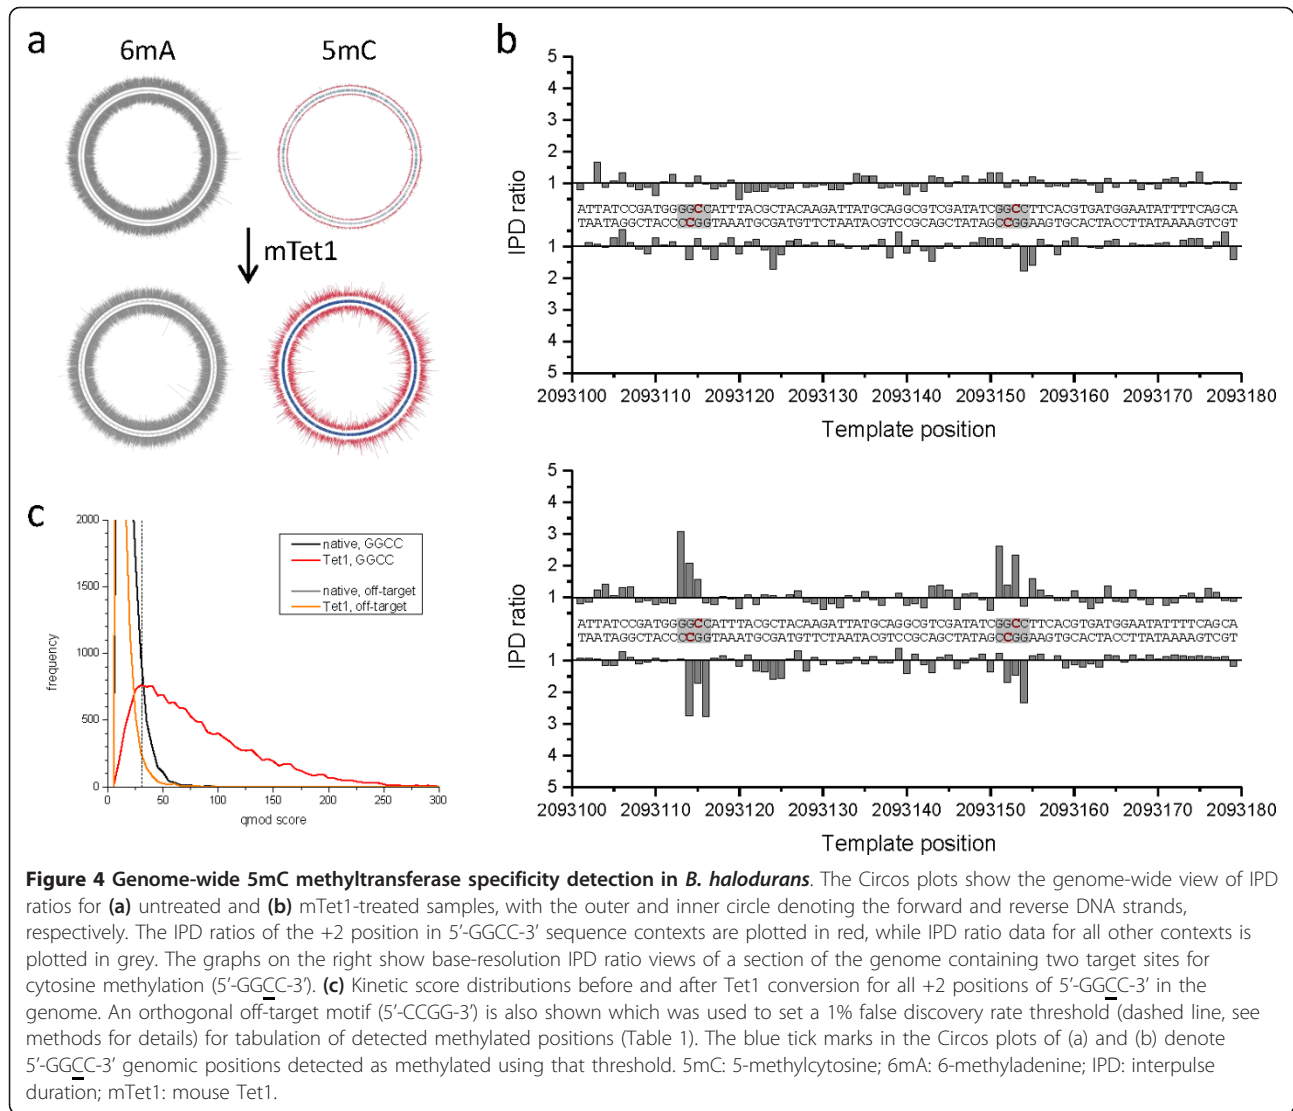 a
6mA
5mC
mTet1
b
5
4
3
2
1
IPD ratio
ATTATCCGATGGGGCCATTTACGCTACAAGATTATGCAGGCGTCGATATCGGCCTTCACGTGATGGAATATTTTCAGCA
TAATAGGCTACCCCGGTAAATGCGATGTTCTAATACGTCCGCAGCTATAGCCGGAAGTGCACTACCTTATAAAAGTCGT
1
2
3
4
5
2093100 2093110 2093120 2093130 2093140 2093150 2093160 2093170 2093180
Template position
5
4
3
2
1
IPD ratio
ATTATCCGATGGGGCCATTTACGCTACAAGATTATGCAGGCGTCGATATCGGCCTTCACGTGATGGAATATTTTCAGCA
TAATAGGCTACCCCGGTAAATGCGATGTTCTAATACGTCCGCAGCTATAGCCGGAAGTGCACTACCTTATAAAAGTCGT
1
2
3
4
5
2093100 2093110 2093120 2093130 2093140 2093150 2093160 2093170 2093180
Template position
c
2000
1500
1000
500
0
frequency
native, GGCC
Tet1, GGCC
native, off-target
Tet1, off-target
0 50 100 150 200 250 300
qmod score
Figure 4 Genome-wide 5mC methyltransferase specificity detection in B. halodurans. The Circos plots show the genome-wide view of IPD
ratios for (a) untreated and (b) mTet1-treated samples, with the outer and inner circle denoting the forward and reverse DNA strands,
respectively. The IPD ratios of the +2 position in 5’-GGCC-3’ sequence contexts are plotted in red, while IPD ratio data for all other contexts is
plotted in grey. The graphs on the right show base-resolution IPD ratio views of a section of the genome containing two target sites for
cytosine methylation (5’-GGCC-3’). (c) Kinetic score distributions before and after Tet1 conversion for all +2 positions of 5’-GGCC-3’ in the
genome. An orthogonal off-target motif (5’-CCGG-3’) is also shown which was used to set a 1% false discovery rate threshold (dashed line, see
methods for details) for tabulation of detected methylated positions (Table 1). The blue tick marks in the Circos plots of (a) and (b) denote
5’-GGCC-3’ genomic positions detected as methylated using that threshold. 5mC: 5-methylcytosine; 6mA: 6-methyladenine; IPD: interpulse
duration; mTet1: mouse Tet1.